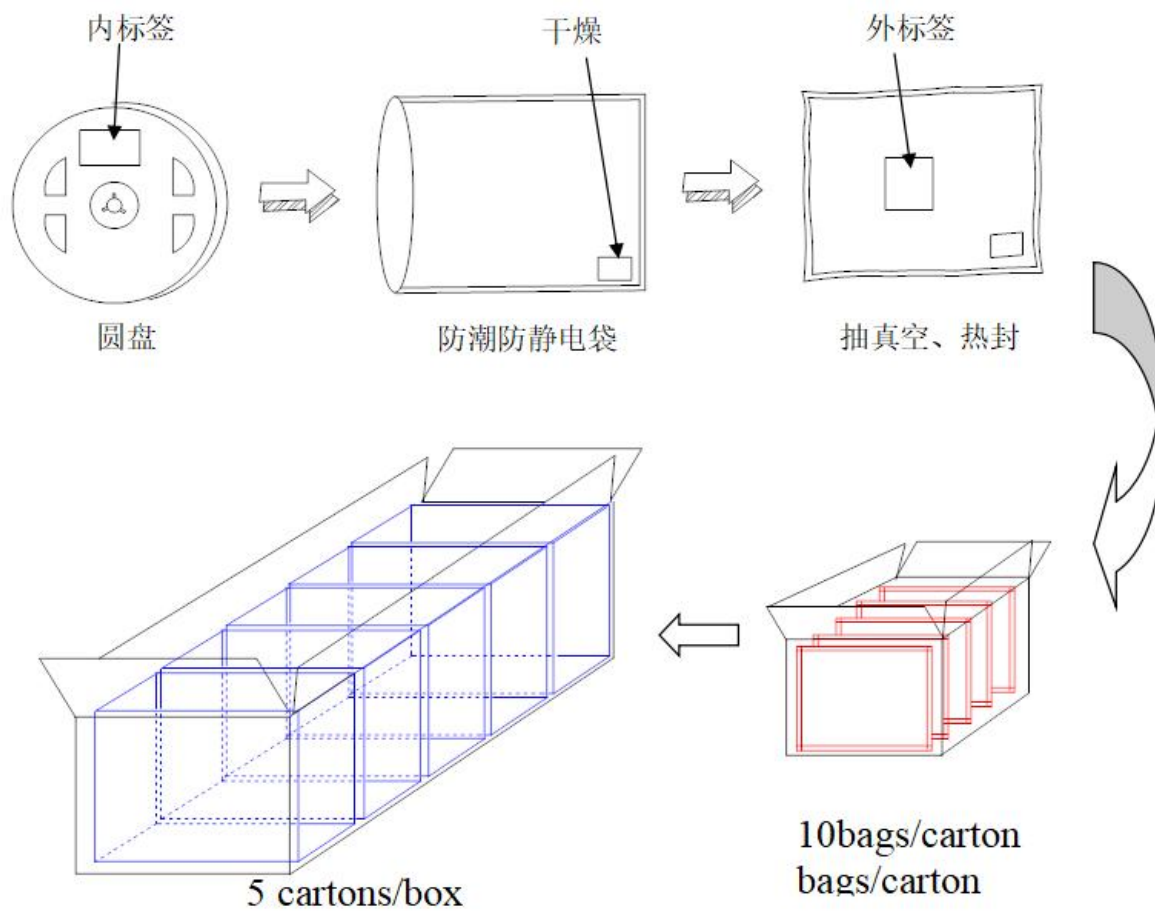 内标签
干燥
外标签
圆盘
防潮防静电袋
抽真空、热封
10bags/carton
bags/carton
5 cartons/box